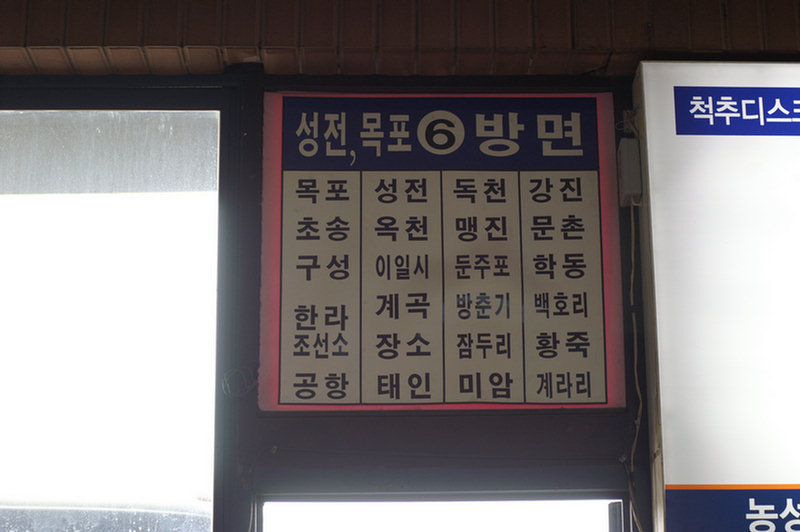 성전, 목포 6 방면
목포 성전 독천 강진
초송 옥천 맹진 문촌
구성 이일시 둔주포 학동
한라 계곡 방춘기 백호리
조선소 장소 잠두리 황죽
공항 태인 미암 계라리
척추디스크
농성